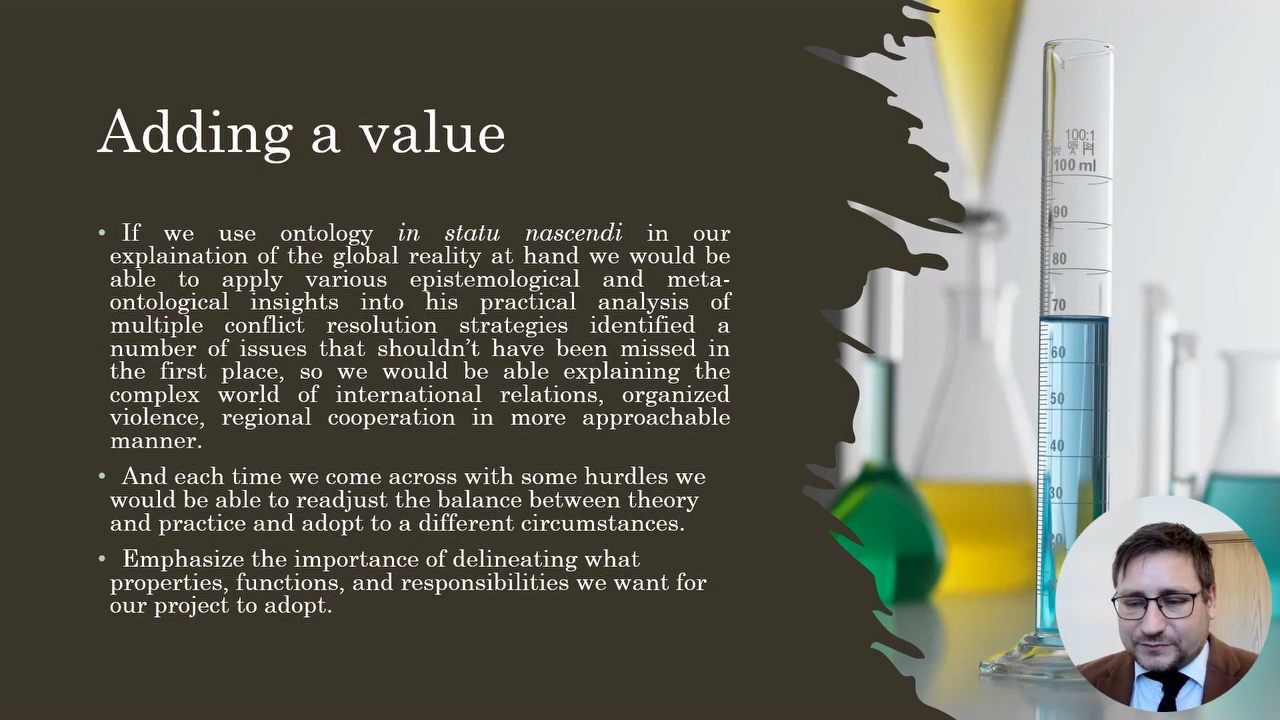 Adding a value
• If we use ontology in statu nascendi in our
explaination of the global reality at hand we would be
able to apply various epistemological and meta-
ontological insights into his practical analysis of
multiple conflict resolution strategies identified a
number of issues that shouldn’t have been missed in
the first place, so we would be able explaining the
complex world of international relations, organized
violence, regional cooperation in more approachable
manner.
• And each time we come across with some hurdles we
would be able to readjust the balance between theory
and practice and adopt to a different circumstances.
• Emphasize the importance of delineating what
properties, functions, and responsibilities we want for
our project to adopt.
100:1
100 ml
90
80
70
60
50
40
30
20